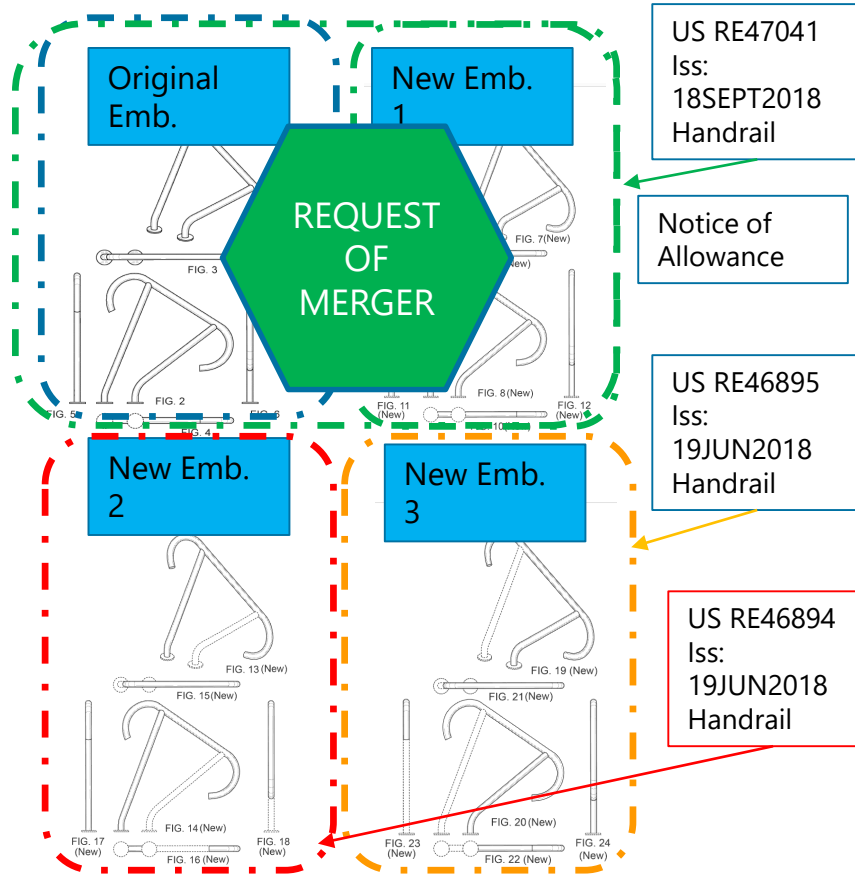 Original
Emb.
New Emb.
1
REQUEST
OF
MERGER
FIG. 7(New)
FIG. 3
FIG. 2
FIG. 5
FIG. 4
FIG. 8(New)
FIG. 11
(New)
FIG. 12
(New)
US RE47041
Iss:
18SEPT2018
Handrail
Notice of
Allowance
New Emb.
2
FIG. 13(New)
FIG. 15(New)
FIG. 14(New)
FIG. 17
(New)
FIG. 18
(New)
FIG. 16(New)
New Emb.
3
FIG. 19 (New)
FIG. 21(New)
FIG. 20(New)
FIG. 23
(New)
FIG. 24
(New)
FIG. 22 (New)
US RE46895
Iss:
19JUN2018
Handrail
US RE46894
Iss:
19JUN2018
Handrail